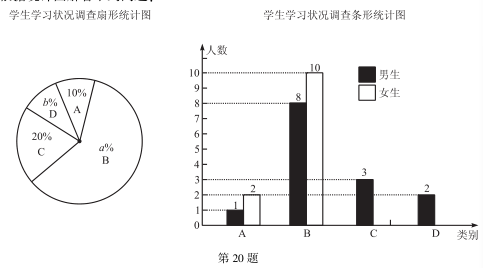 学生学习状况调查扇形统计图
学生学习状况调查条形统计图
10%
A
b%
D
20%
C
a%
B
人数
10
9
8
7
6
5
4
3
2
1
0
1
2
8
10
3
2
男生
女生
A
B
C
D
类别
第20题